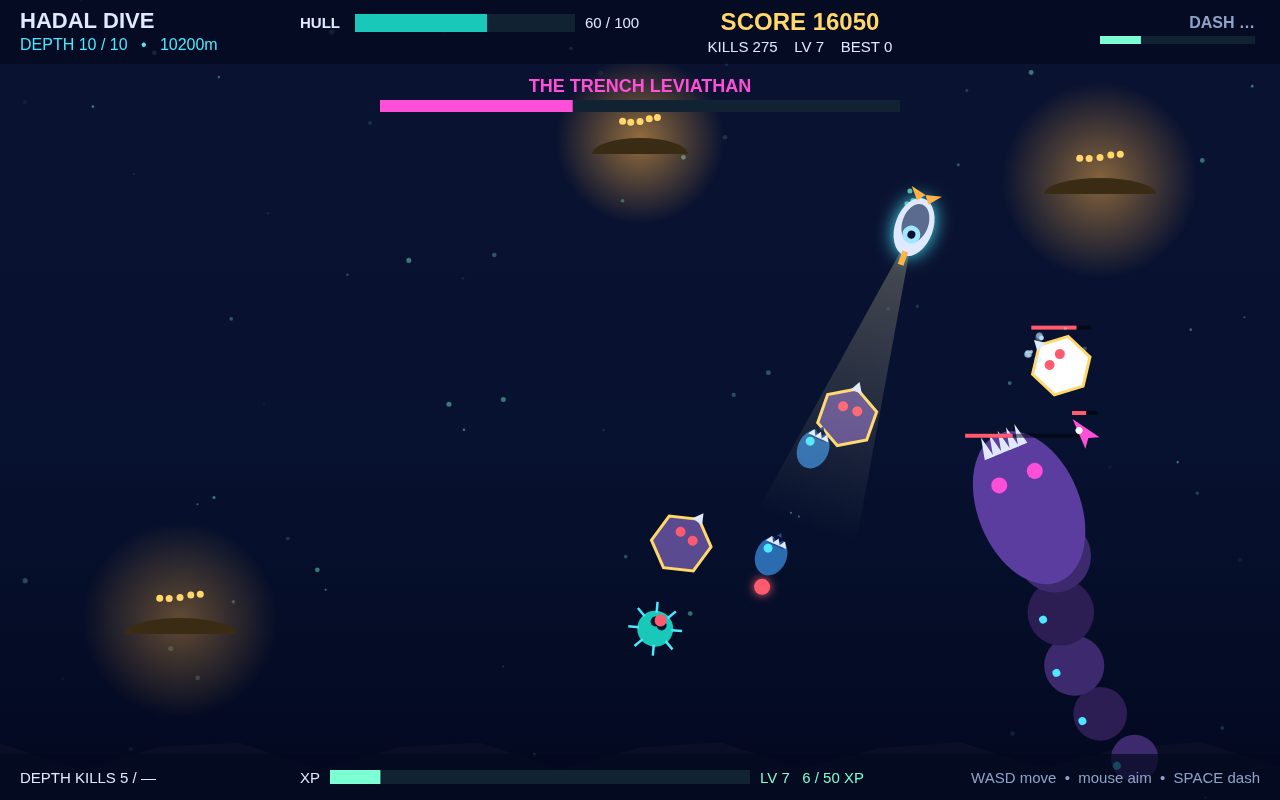 HADAL DIVE
DEPTH 10 / 10 • 10200m
HULL 60 / 100
SCORE 16050
KILLS 275 LV 7 BEST 0
DASH ...
THE TRENCH LEVIATHAN
DEPTH KILLS 5 / —
XP
LV 7 6 / 50 XP
WASD move • mouse aim • SPACE dash